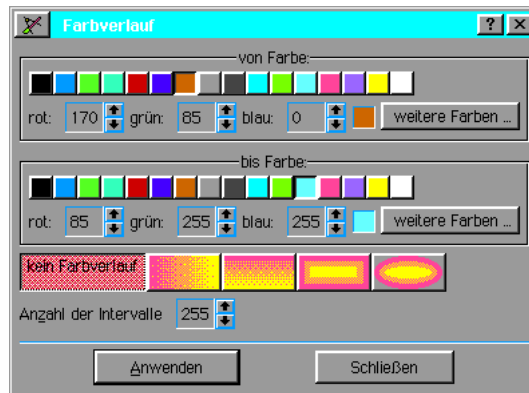 Farbverlauf ? ×
von Farbe:
rot: 170 grün: 85 blau: 0 weitere Farben ...
bis Farbe:
rot: 85 grün: 255 blau: 255 weitere Farben ...
kein Farbverlauf
Anzahl der Intervalle 255
Anwenden Schließen